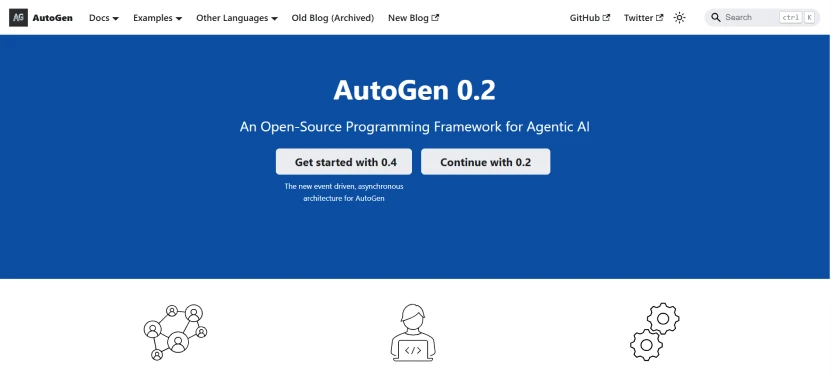 AG AutoGen Docs Examples Other Languages Old Blog (Archived) New Blog GitHub Twitter Search ctrl K
AutoGen 0.2
An Open-Source Programming Framework for Agentic AI
Get started with 0.4 Continue with 0.2
The new event driven, asynchronous
architecture for AutoGen
</>